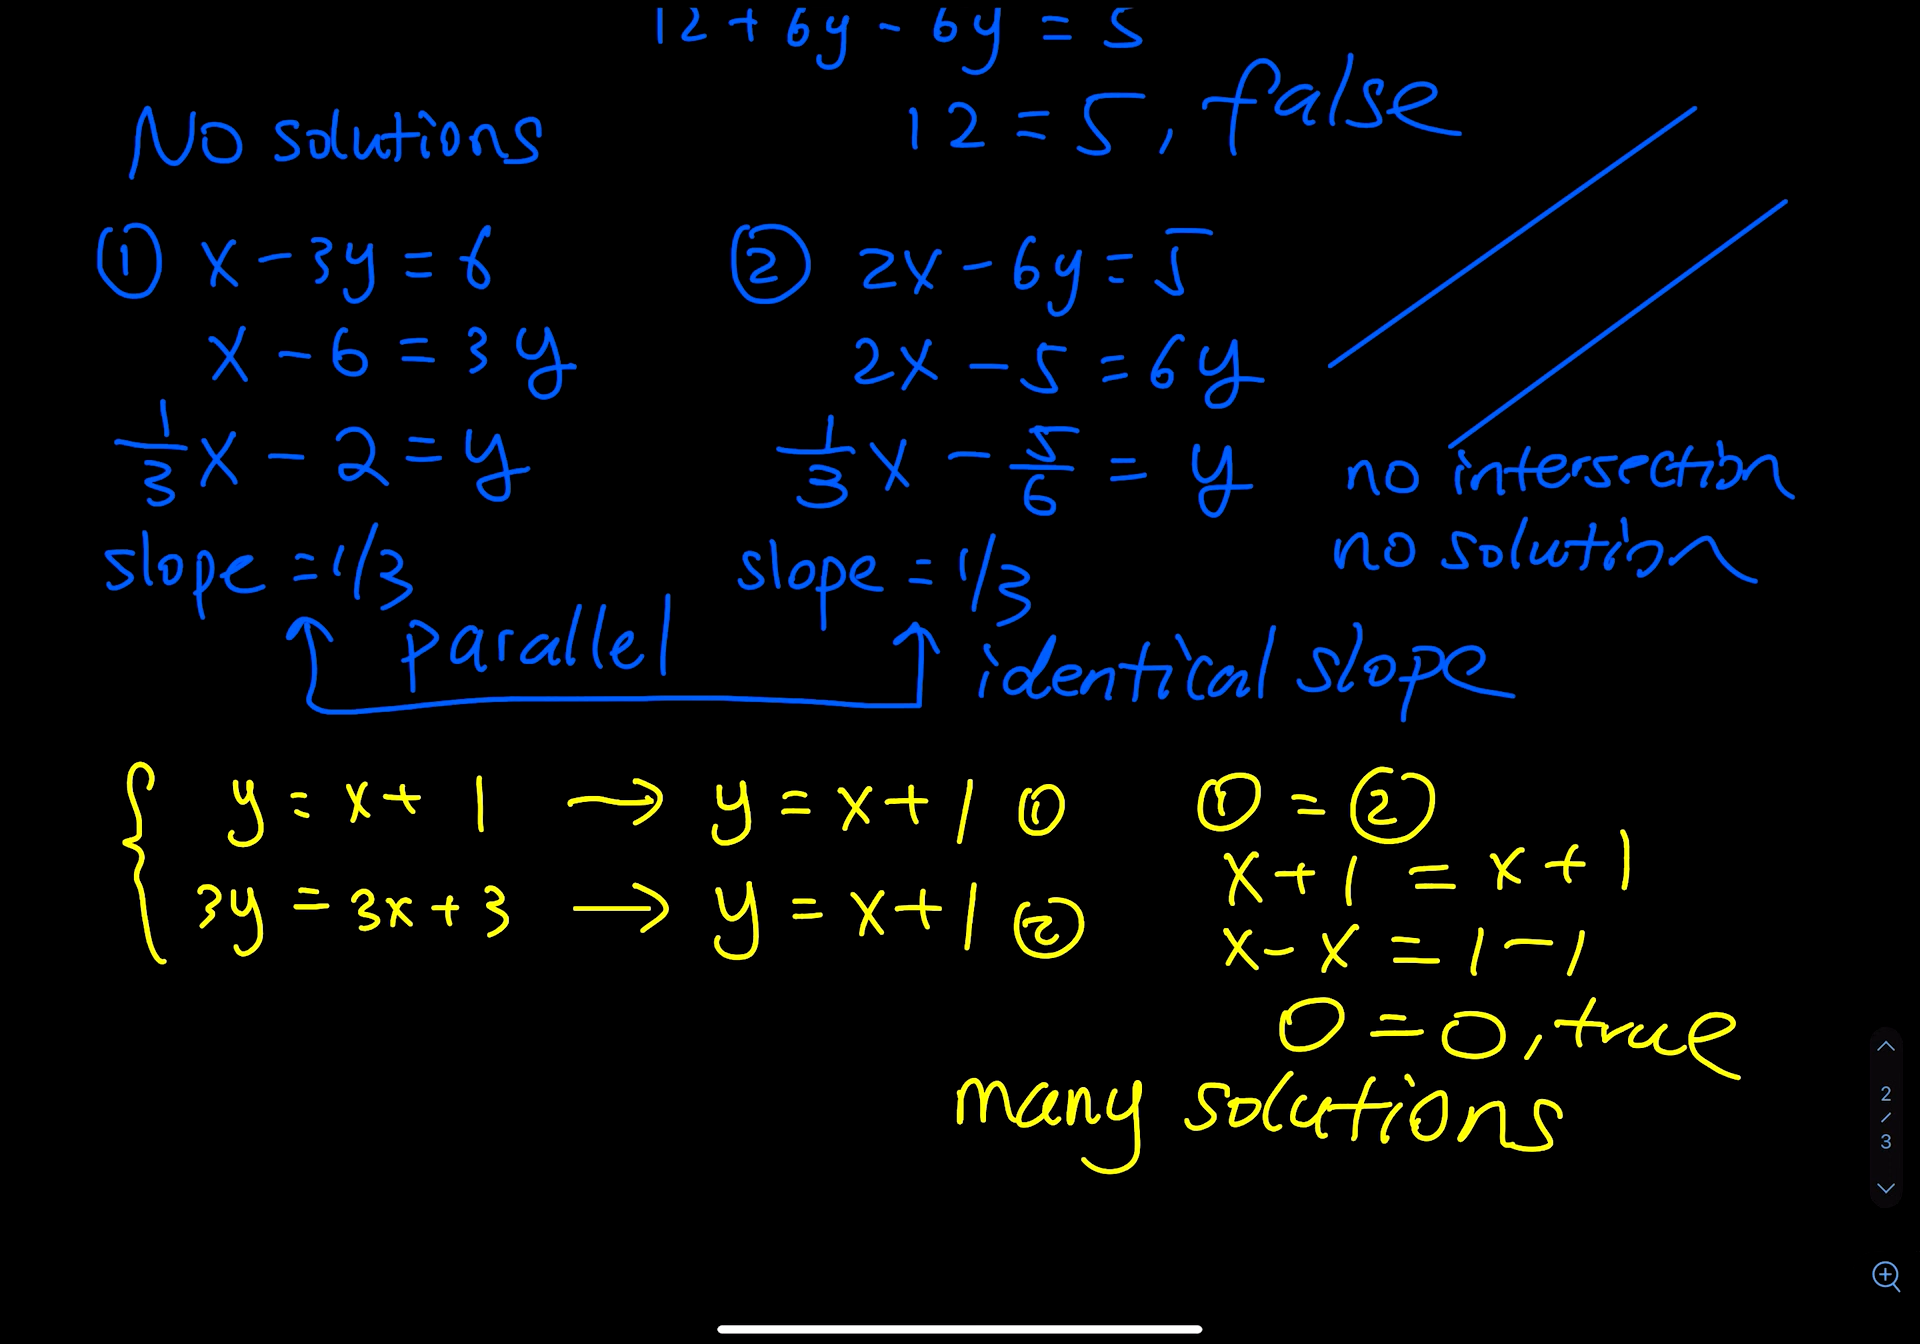 12 + 6y - 6y = 5
12 = 5, false
No solutions
① x - 3y = 6
x - 6 = 3y
1/3 x - 2 = y
slope = 1/3
② 2x - 6y = 5
2x - 5 = 6y
1/3 x - 5/6 = y
slope = 1/3
no intersection
no solution
parallel
identical slope
{ y = x + 1 → y = x + 1 ①
3y = 3x + 3 → y = x + 1 ②
① = ②
x + 1 = x + 1
x - x = 1 - 1
0 = 0, true
many solutions
2
/
3